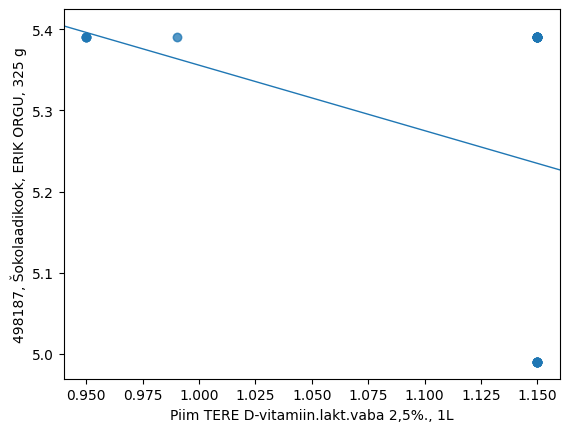 498187, Šokolaadikook, ERIK ORGU, 325 g
5.4
5.3
5.2
5.1
5.0
0.950 0.975 1.000 1.025 1.050 1.075 1.100 1.125 1.150
Piim TERE D-vitamiin.lakt.vaba 2,5%., 1L